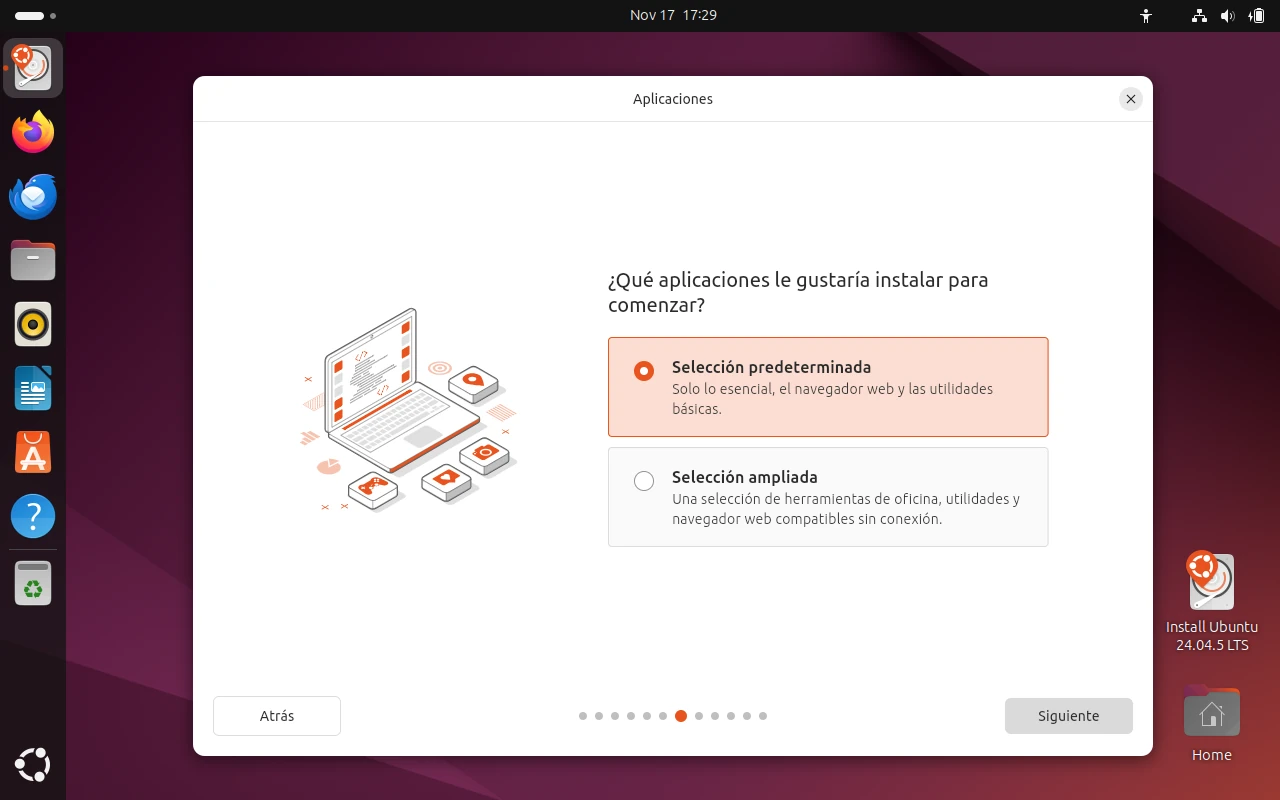 Nov 17 17:29
Aplicaciones
¿Qué aplicaciones le gustaría instalar para
comenzar?
Selección predeterminada
Solo lo esencial, el navegador web y las utilidades
básicas.
Selección ampliada
Una selección de herramientas de oficina, utilidades y
navegador web compatibles sin conexión.
Install Ubuntu
24.04.5 LTS
Atrás
Siguiente
Home